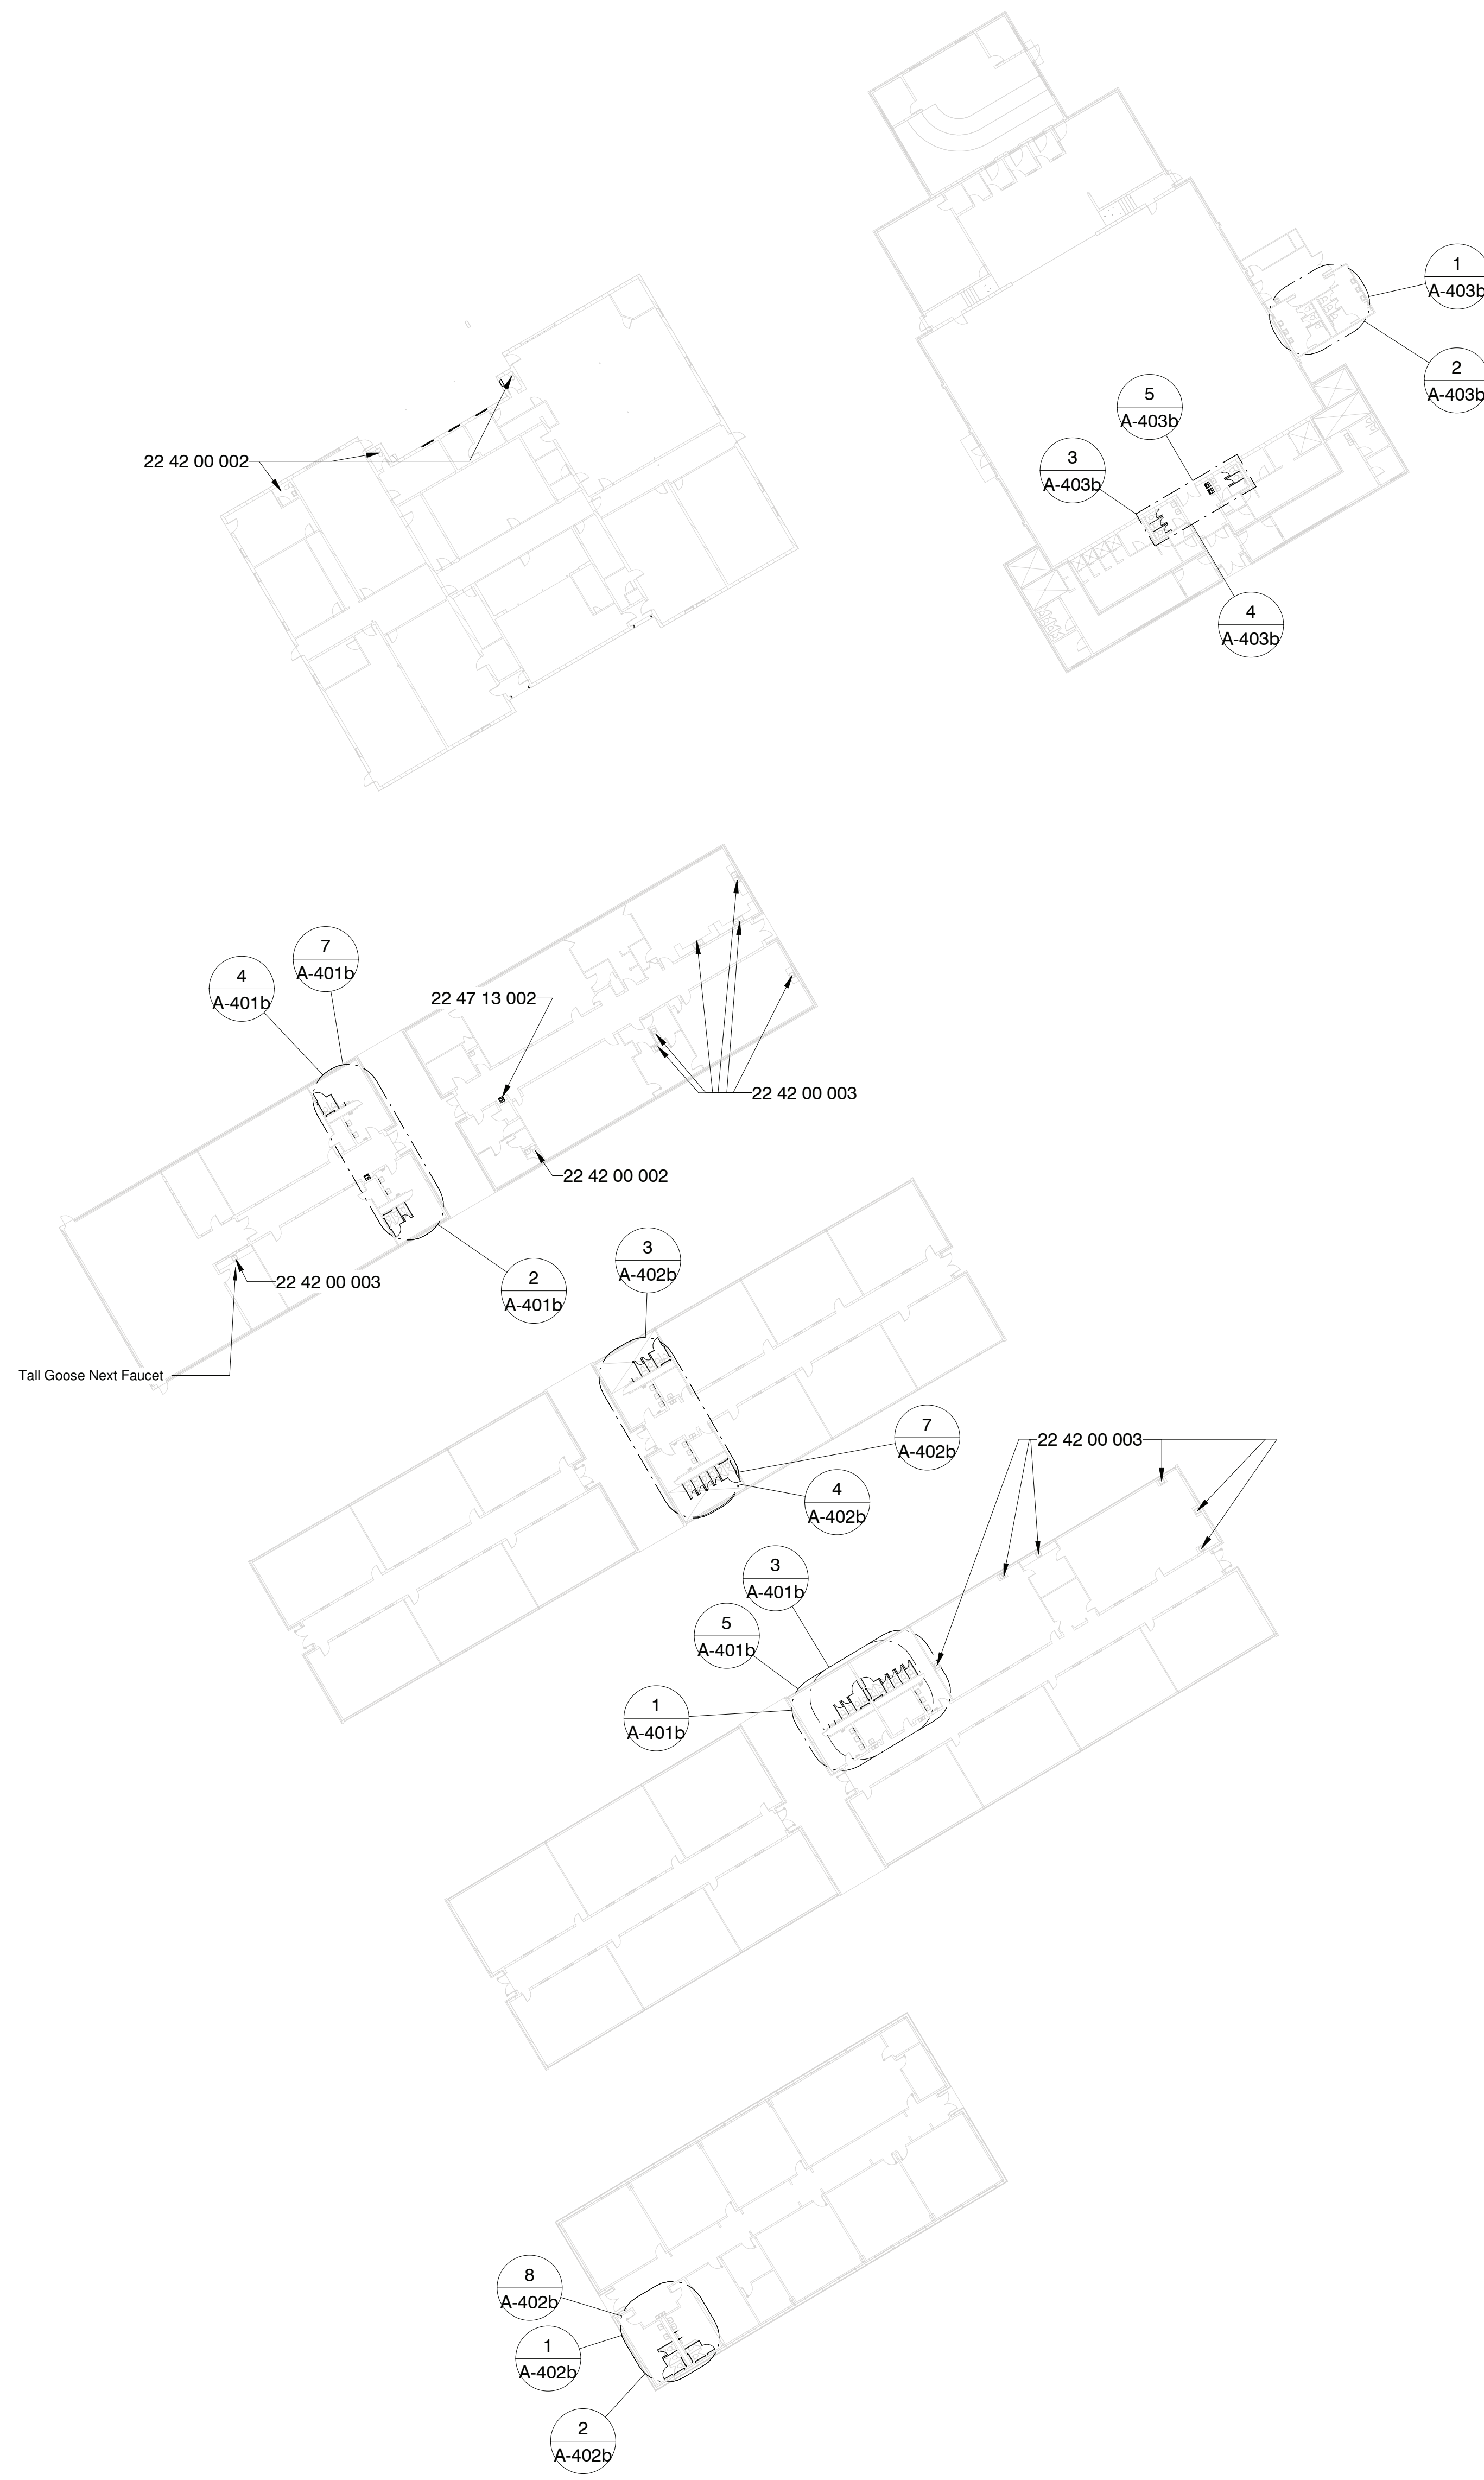 1
A-403b
2
A-403b
5
A-403b
3
A-403b
22 42 00 002
4
A-403b
7
A-401b
4
A-401b
22 47 13 002
22 42 00 003
22 42 00 002
3
A-402b
22 42 00 003
2
A-401b
Tall Goose Next Faucet
7
A-402b
22 42 00 003
4
A-402b
3
A-401b
5
A-401b
1
A-401b
8
A-402b
1
A-402b
2
A-402b